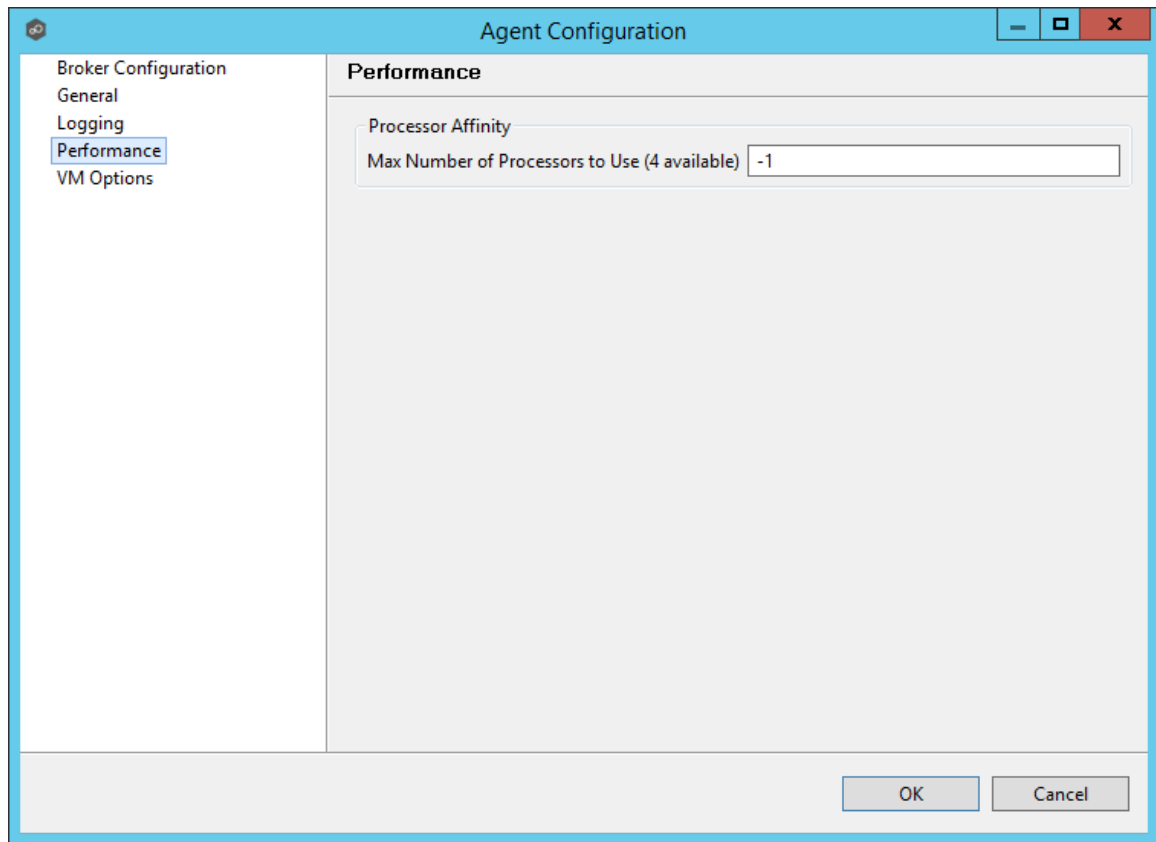 Agent Configuration
Broker Configuration
General
Logging
Performance
VM Options
Performance
Processor Affinity
Max Number of Processors to Use (4 available) -1
OK
Cancel